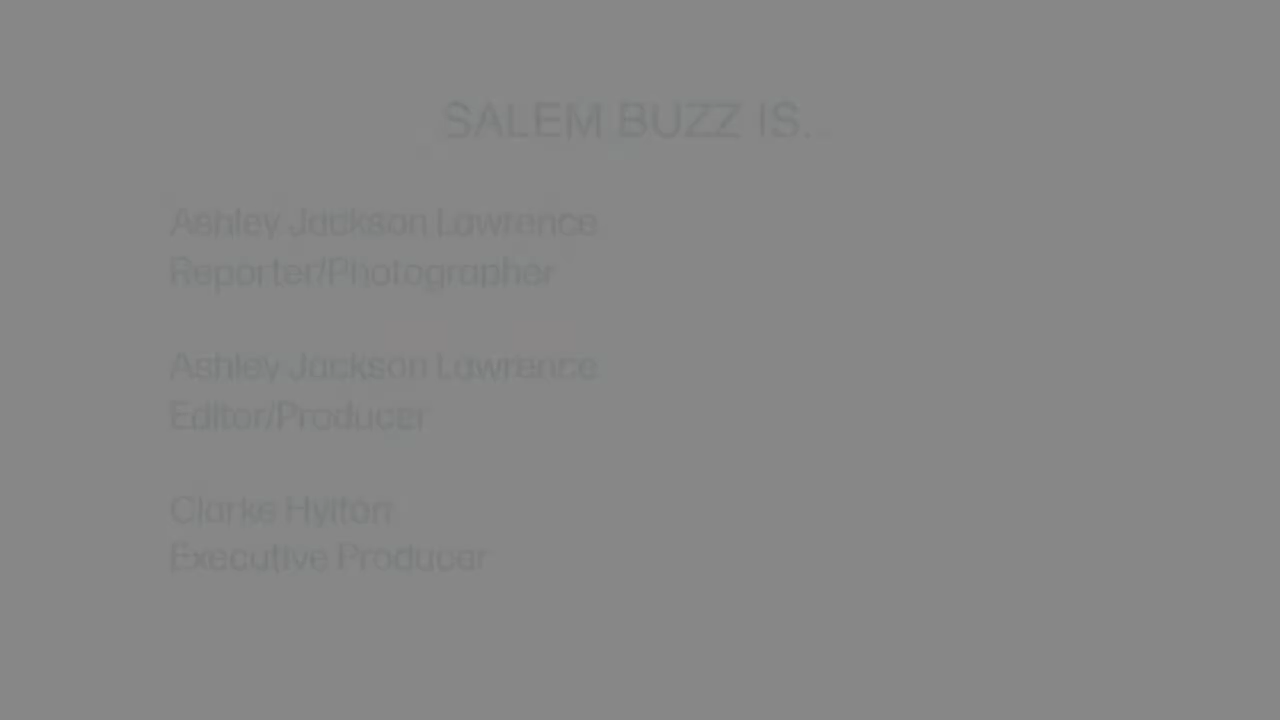 SALEM BUZZ IS...
Ashley Jackson Lawrence
Reporter/Photographer
Ashley Jackson Lawrence
Editor/Producer
Clarke Hylton
Executive Producer